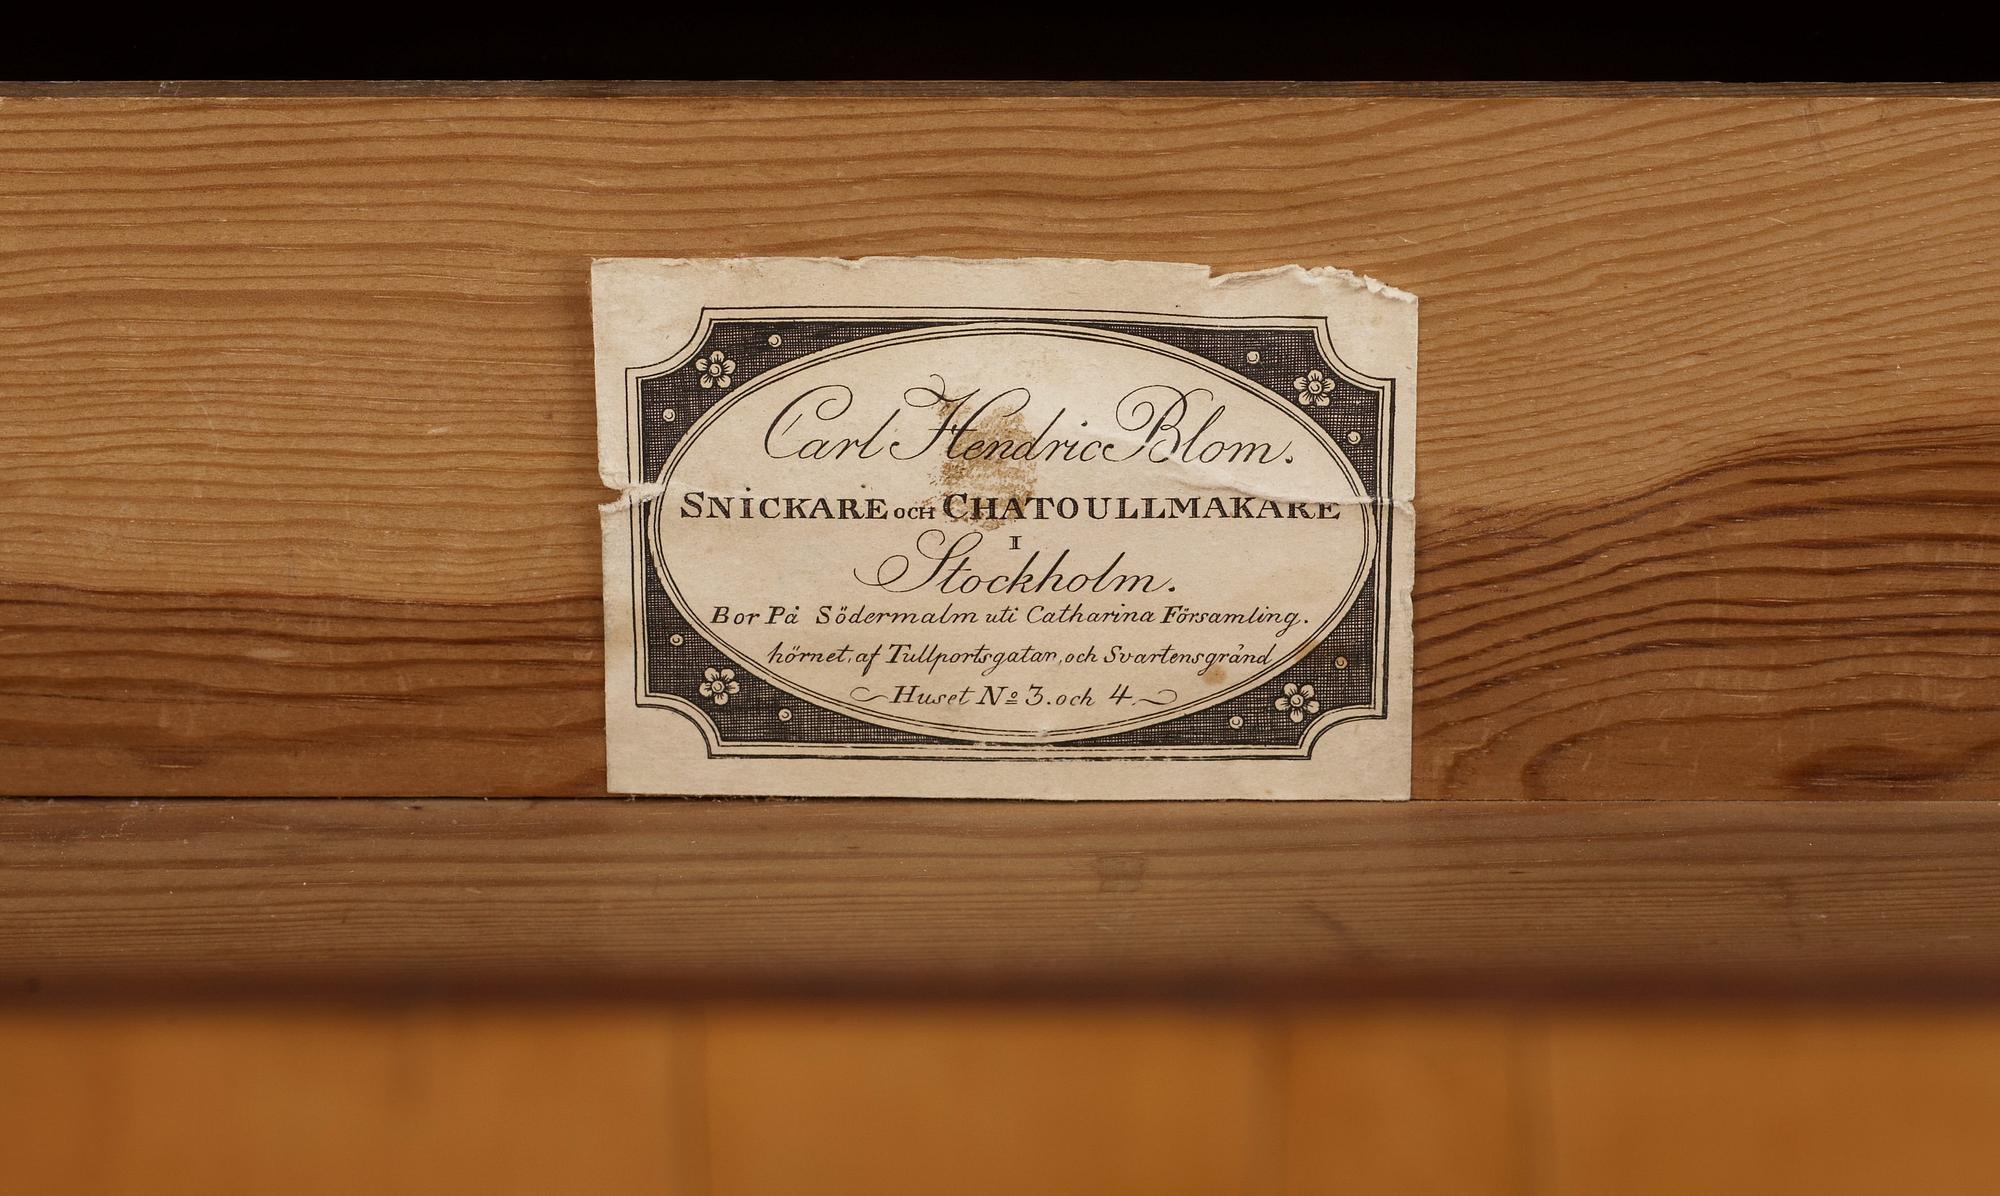 Carl Hendric Blom.
SNICKARE OCH CHATOULLMAKARE
I
Stockholm.
Bor På Södermalm uti Catharina Församling.
hörnet, af Tullportsgatan, och Svartensgränd
Huset No 3. och 4.